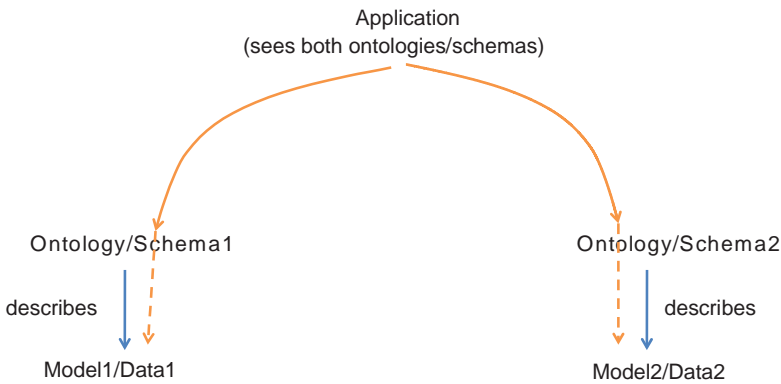 Application
(sees both ontologies/schemas)
Ontology/Schema1
Ontology/Schema2
describes
describes
Model1/Data1
Model2/Data2